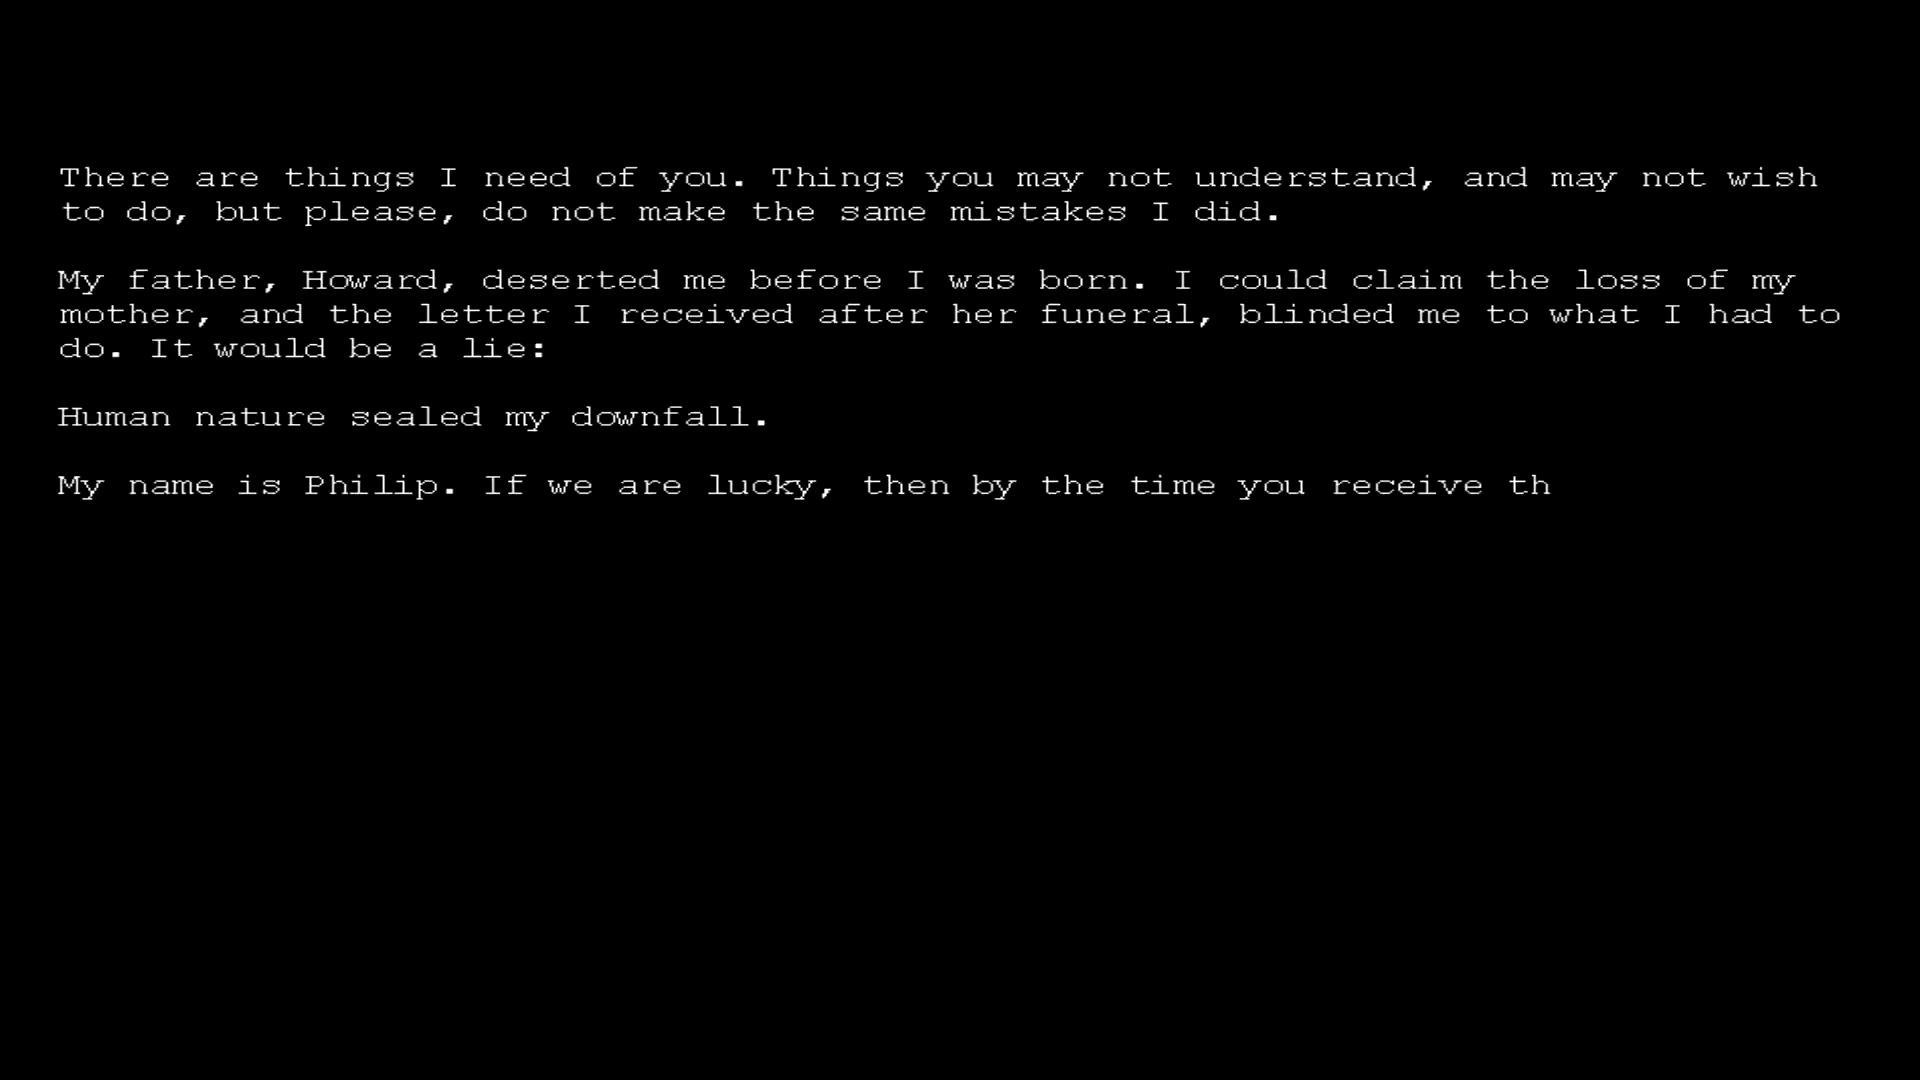 There are things I need of you. Things you may not understand, and may not wish
to do, but please, do not make the same mistakes I did.
My father, Howard, deserted me before I was born. I could claim the loss of my
mother, and the letter I received after her funeral, blinded me to what I had to
do. It would be a lie:
Human nature sealed my downfall.
My name is Philip. If we are lucky, then by the time you receive th